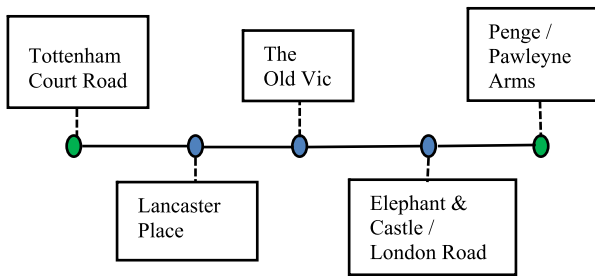 Tottenham
Court Road
Lancaster
Place
The
Old Vic
Elephant &
Castle /
London Road
Penge /
Pawleyne
Arms